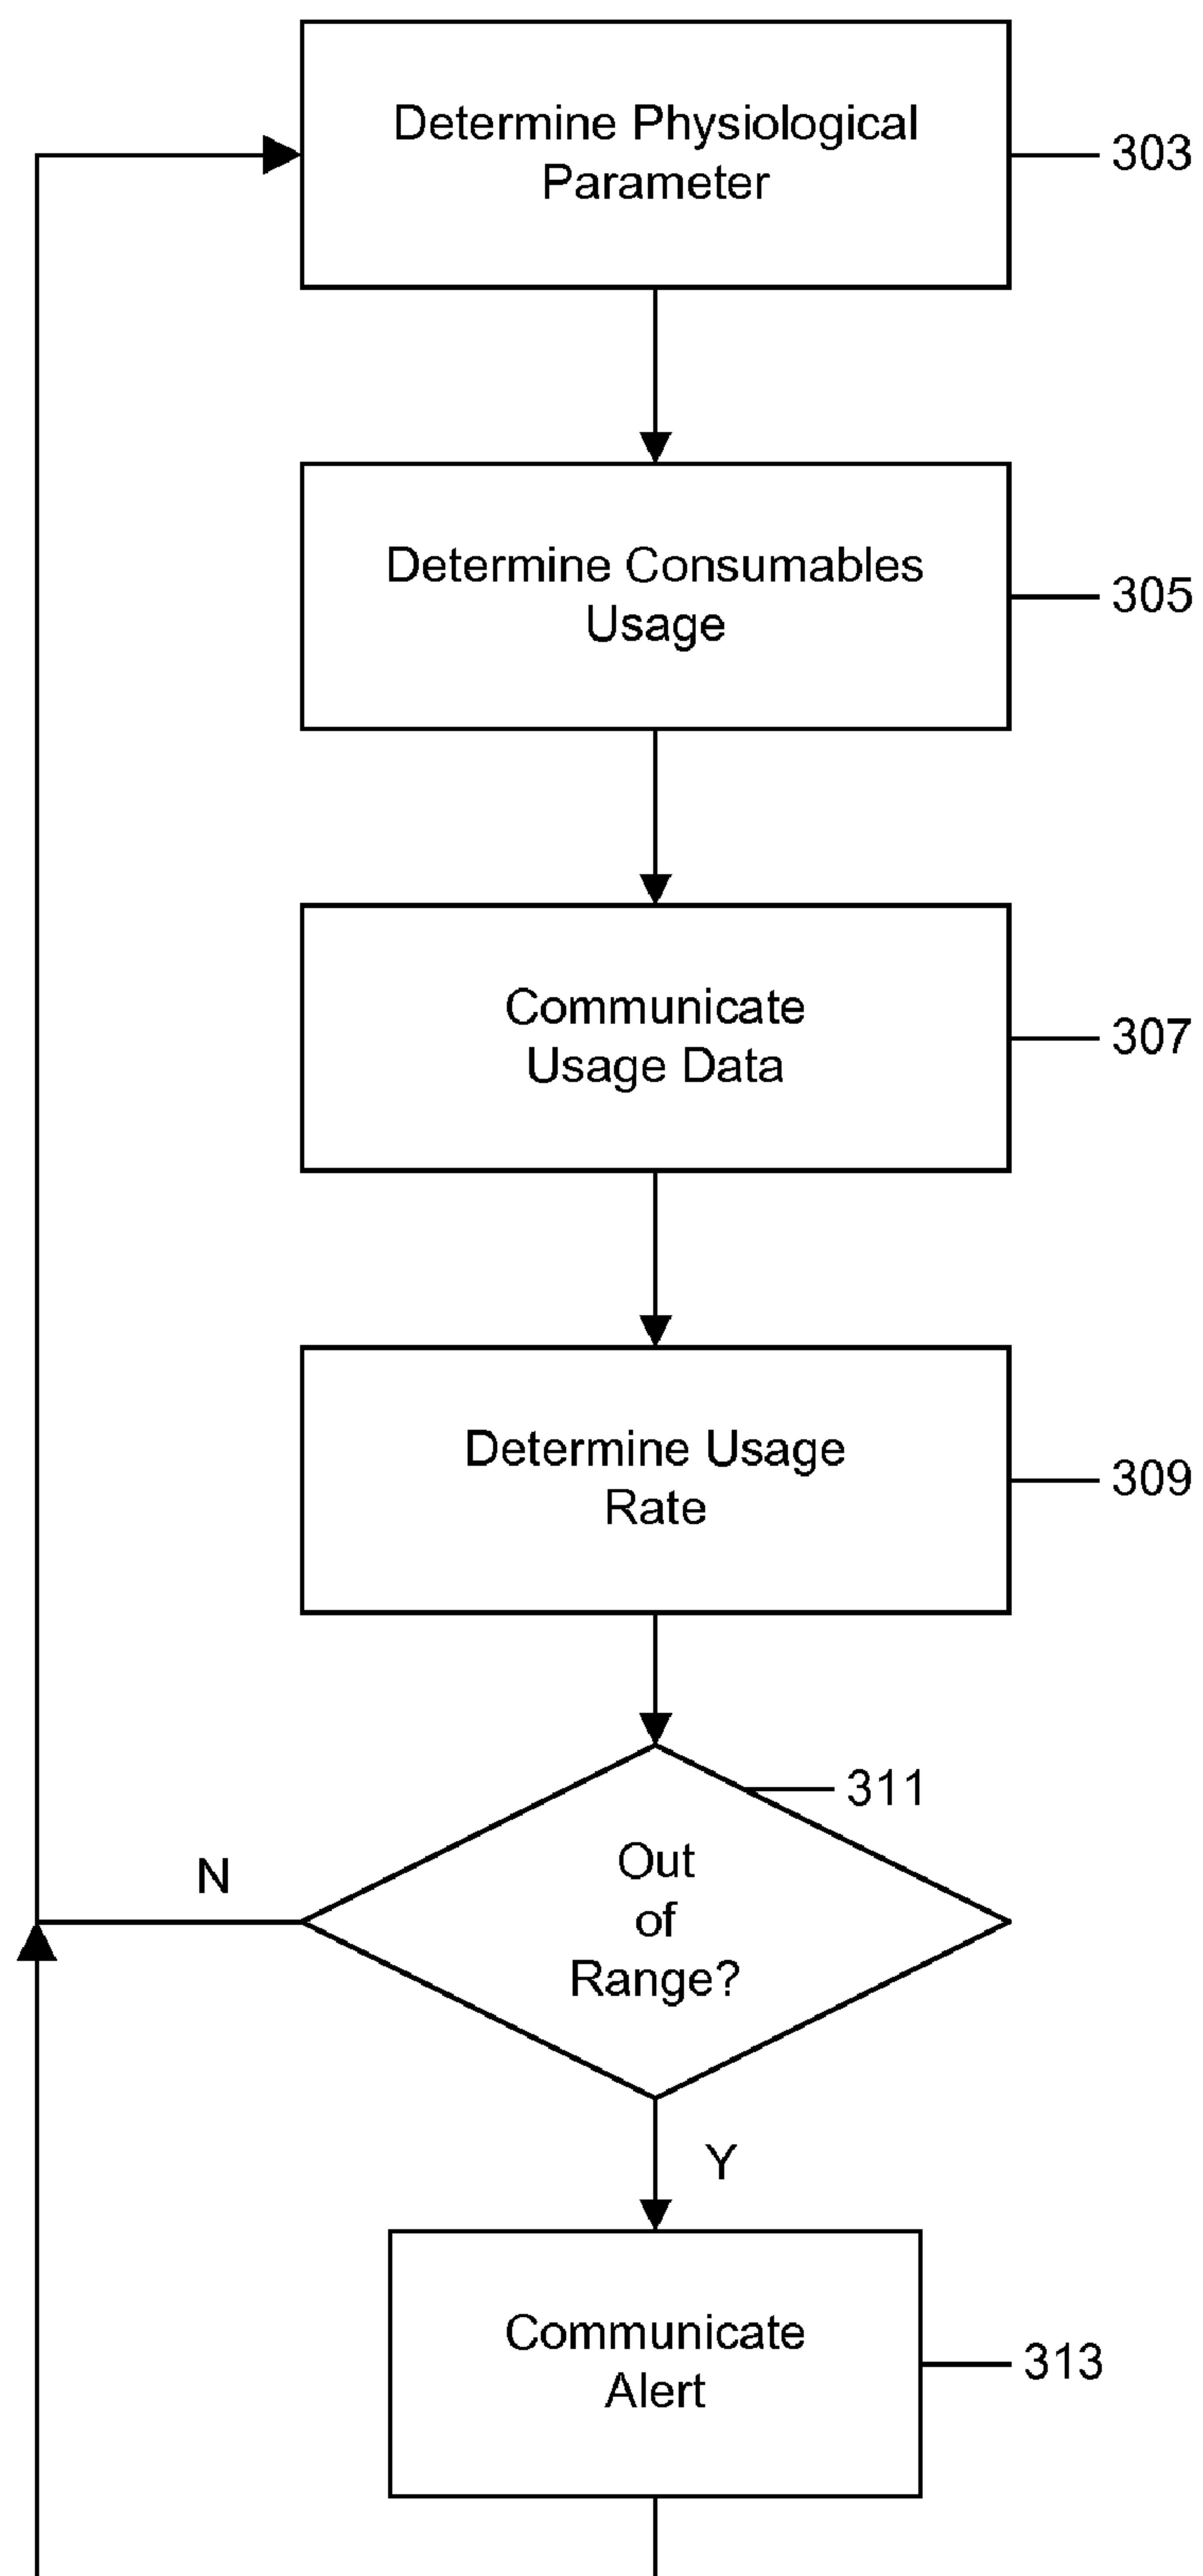 Determine Physiological
Parameter
303
Determine Consumables
Usage
305
Communicate
Usage Data
307
Determine Usage
Rate
309
311
Out
of
Range?
N
Y
Communicate
Alert
313